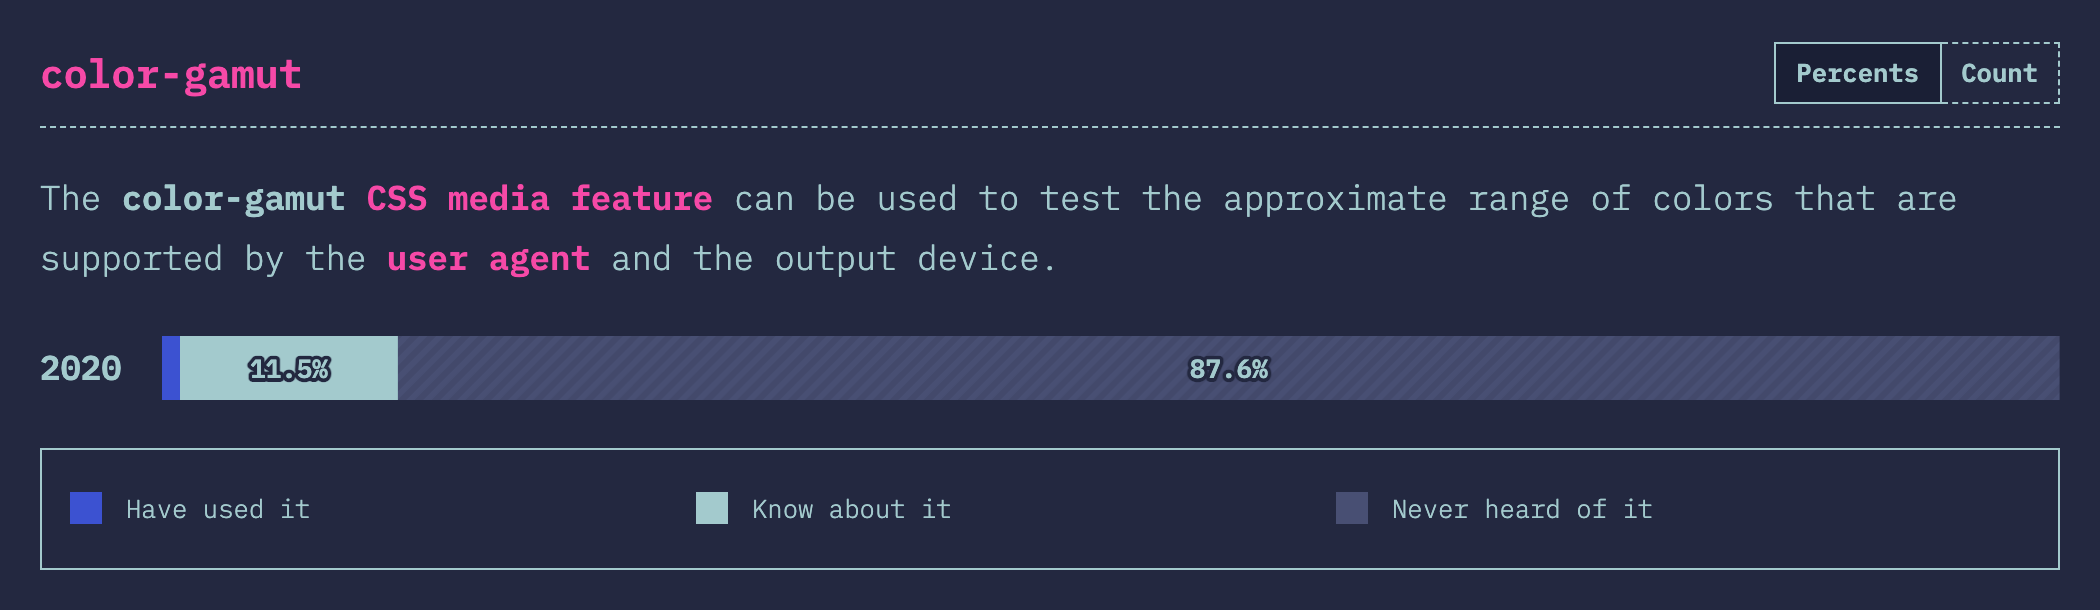 color-gamut
Percents Count
The color-gamut CSS media feature can be used to test the approximate range of colors that are
supported by the user agent and the output device.
2020 11.5% 87.6%
Have used it Know about it Never heard of it